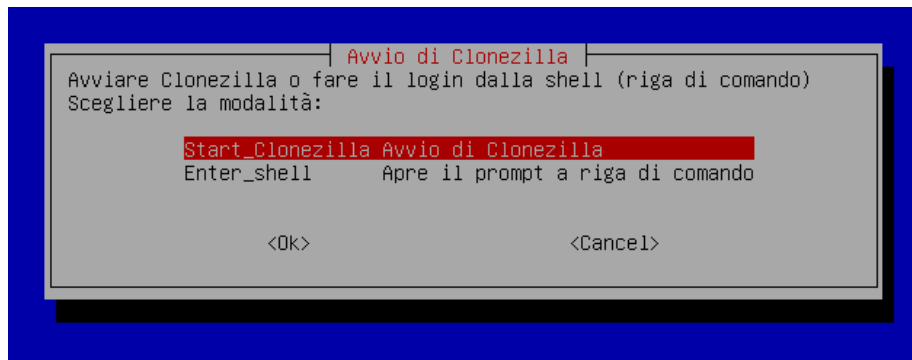 Avvio di Clonezilla
Avviare Clonezilla o fare il login dalla shell (riga di comando)
Scegliere la modalità:
Start_Clonezilla Avvio di Clonezilla
Enter_shell Apre il prompt a riga di comando
<Ok> <Cancel>